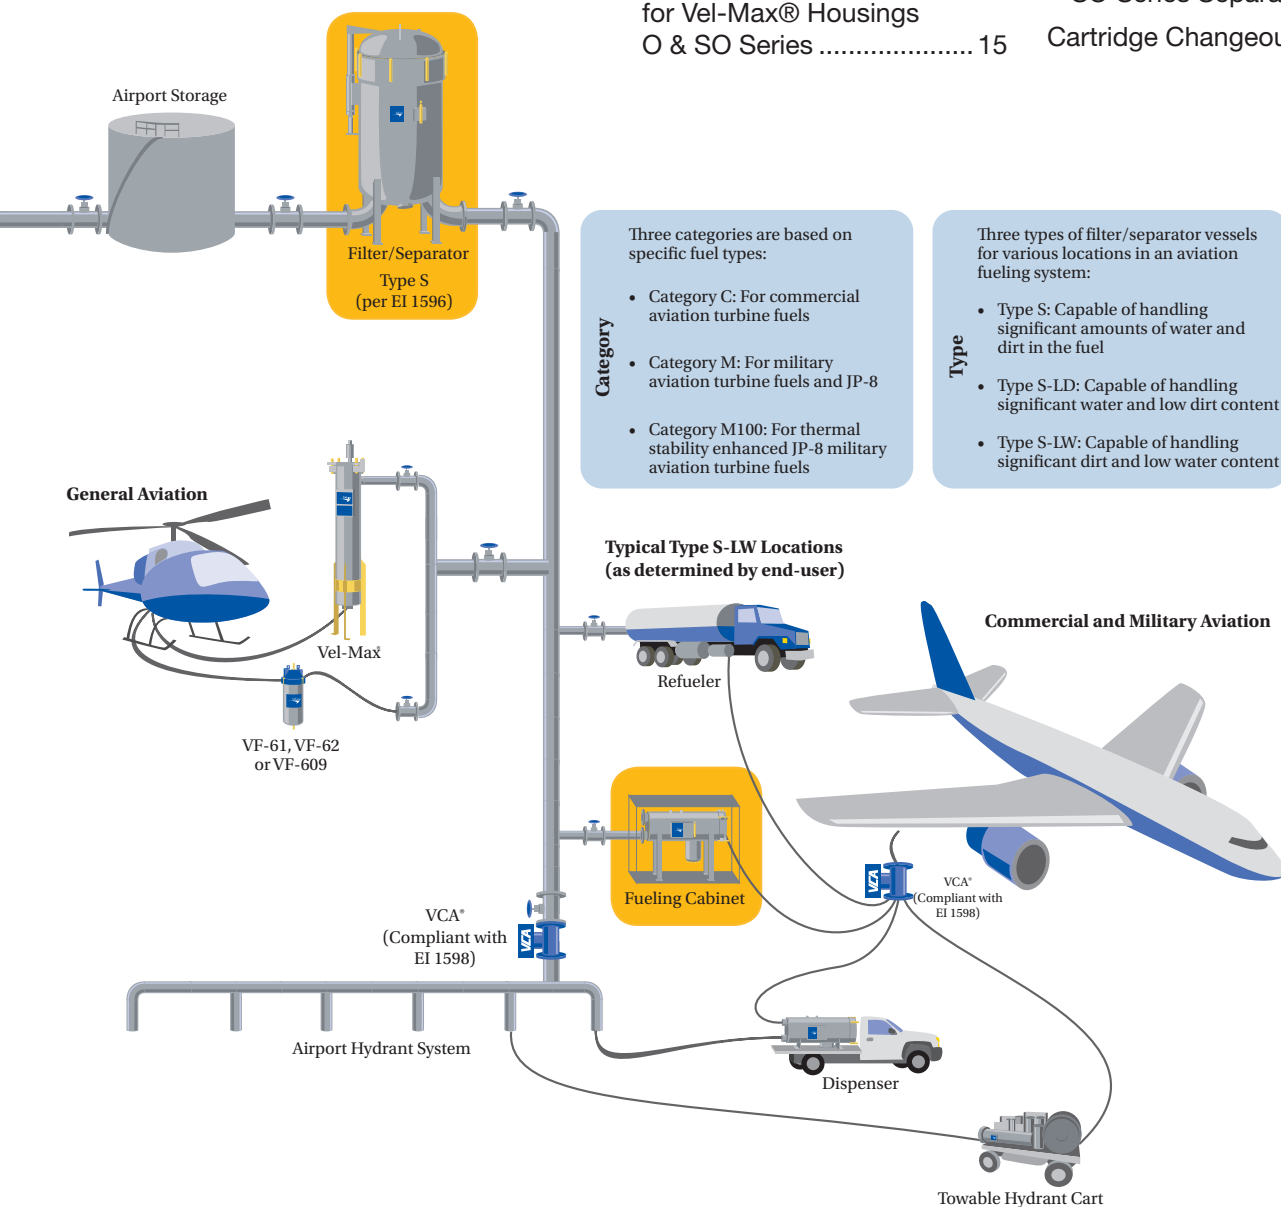 for Vel-Max® Housings
O & SO Series ..................... 15
Cartridge Changeou
Airport Storage
Filter/Separator
Type S
(per EI 1596)
Category
Three categories are based on
specific fuel types:
• Category C: For commercial
aviation turbine fuels
• Category M: For military
aviation turbine fuels and JP-8
• Category M100: For thermal
stability enhanced JP-8 military
aviation turbine fuels
Type
Three types of filter/separator vessels
for various locations in an aviation
fueling system:
• Type S: Capable of handling
significant amounts of water and
dirt in the fuel
• Type S-LD: Capable of handling
significant water and low dirt content
• Type S-LW: Capable of handling
significant dirt and low water content
General Aviation
Vel-Max®
VF-61, VF-62
or VF-609
Typical Type S-LW Locations
(as determined by end-user)
Refueler
Commercial and Military Aviation
Fueling Cabinet
VCA
VCA®
(Compliant with
EI 1598)
VCA®
(Compliant with
EI 1598)
VCA
Airport Hydrant System
Dispenser
Towable Hydrant Cart